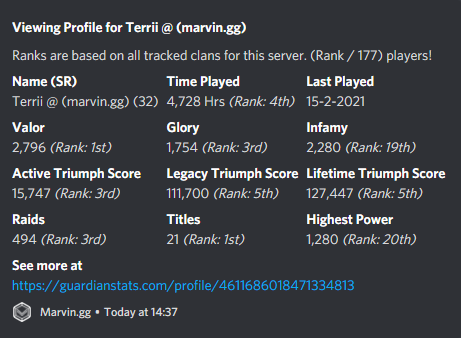 Viewing Profile for Terrii @ (marvin.gg)
Ranks are based on all tracked clans for this server. (Rank / 177) players!
Name (SR) Time Played Last Played
Terrii @ (marvin.gg) (32) 4,728 Hrs (Rank: 4th) 15-2-2021
Valor Glory Infamy
2,796 (Rank: 1st) 1,754 (Rank: 3rd) 2,280 (Rank: 19th)
Active Triumph Score Legacy Triumph Score Lifetime Triumph Score
15,747 (Rank: 3rd) 111,700 (Rank: 5th) 127,447 (Rank: 5th)
Raids Titles Highest Power
494 (Rank: 3rd) 21 (Rank: 1st) 1,280 (Rank: 20th)
See more at
https://guardianstats.com/profile/4611686018471334813
Marvin.gg • Today at 14:37